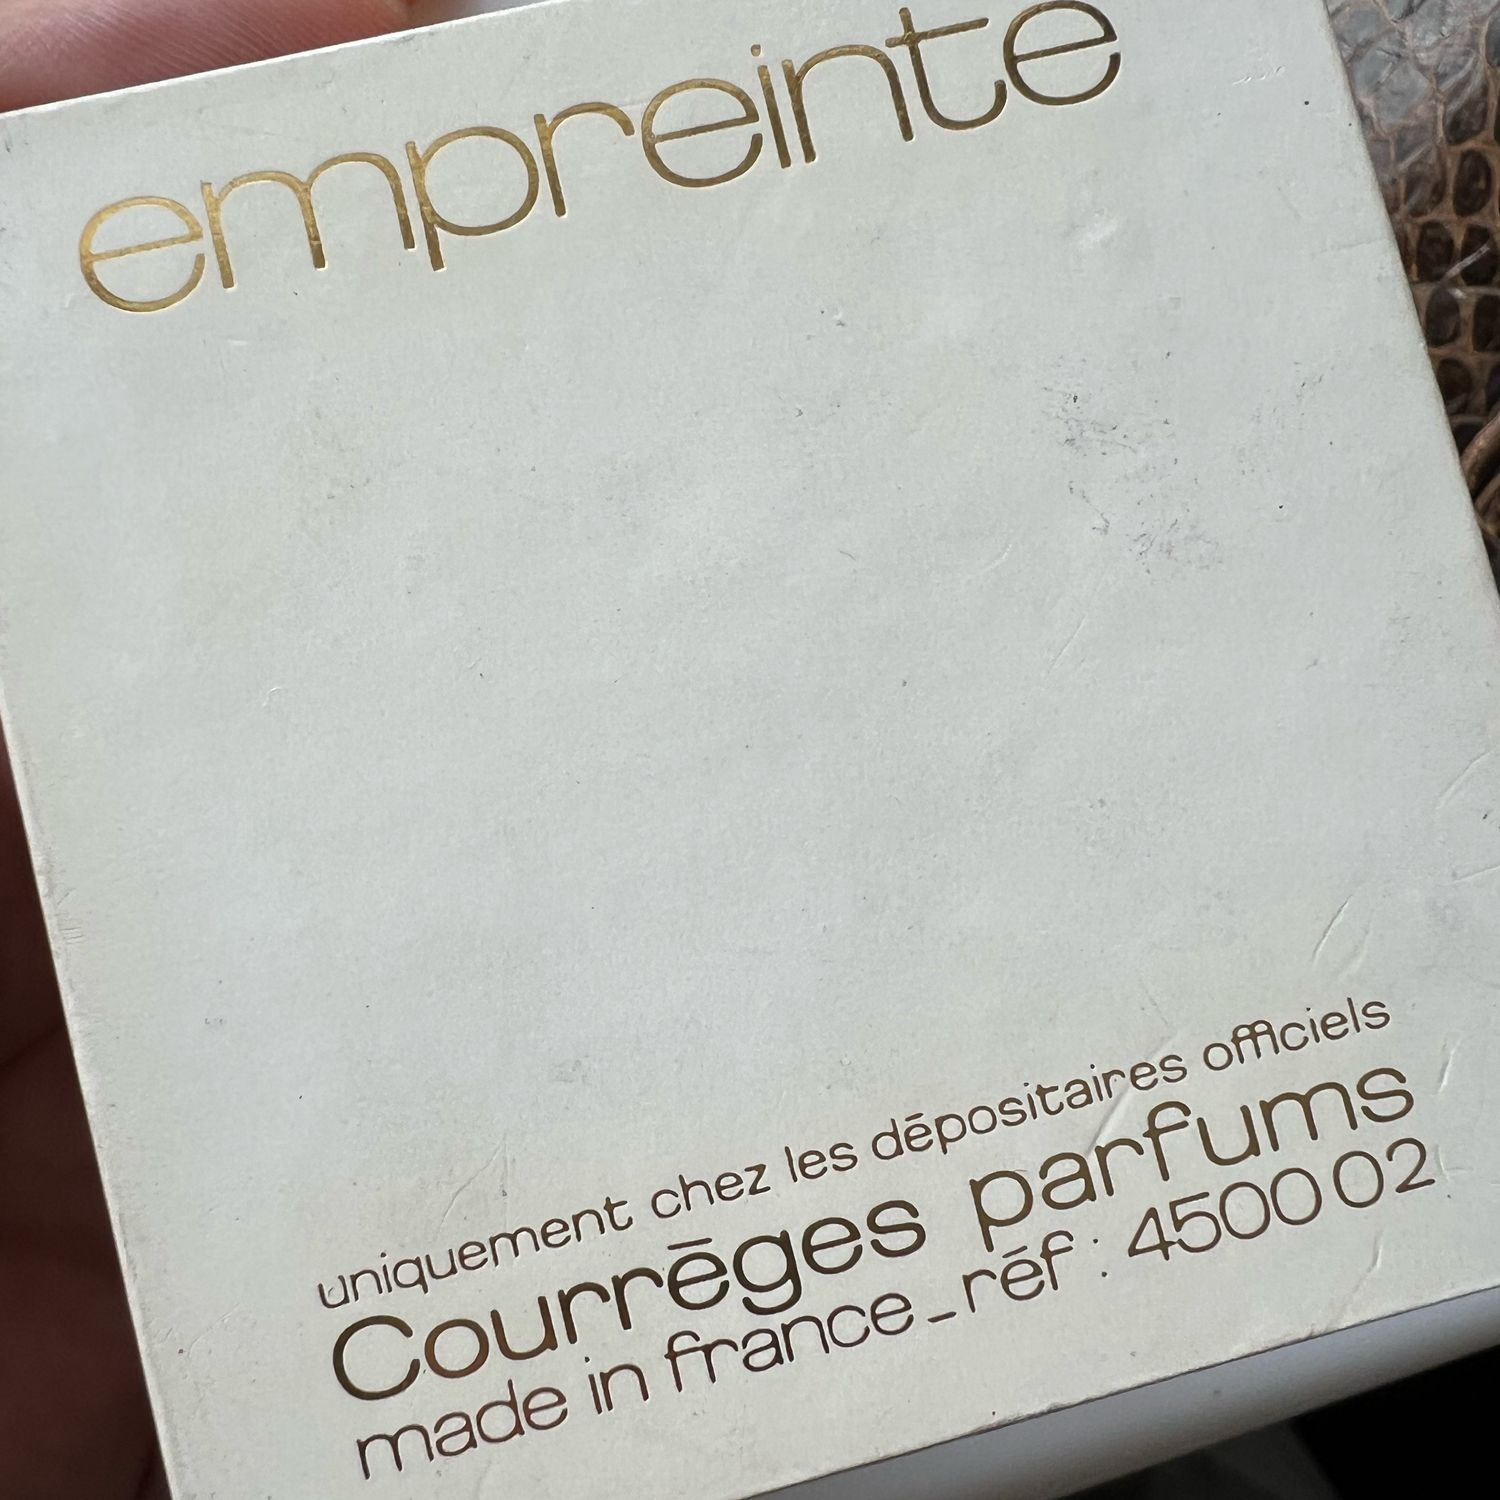 empreinte
uniquement chez les dēpositaires officiels
Courrēges parfums
made in france_rēf : 4500 02